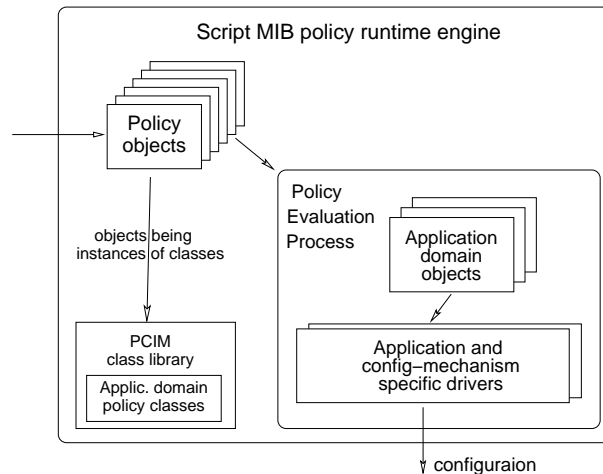 Script MIB policy runtime engine
Policy
objects
objects being
instances of classes
PCIM
class library
Applic. domain
policy classes
Policy
Evaluation
Process
Application
domain
objects
Application and
config−mechanism
specific drivers
configuraion